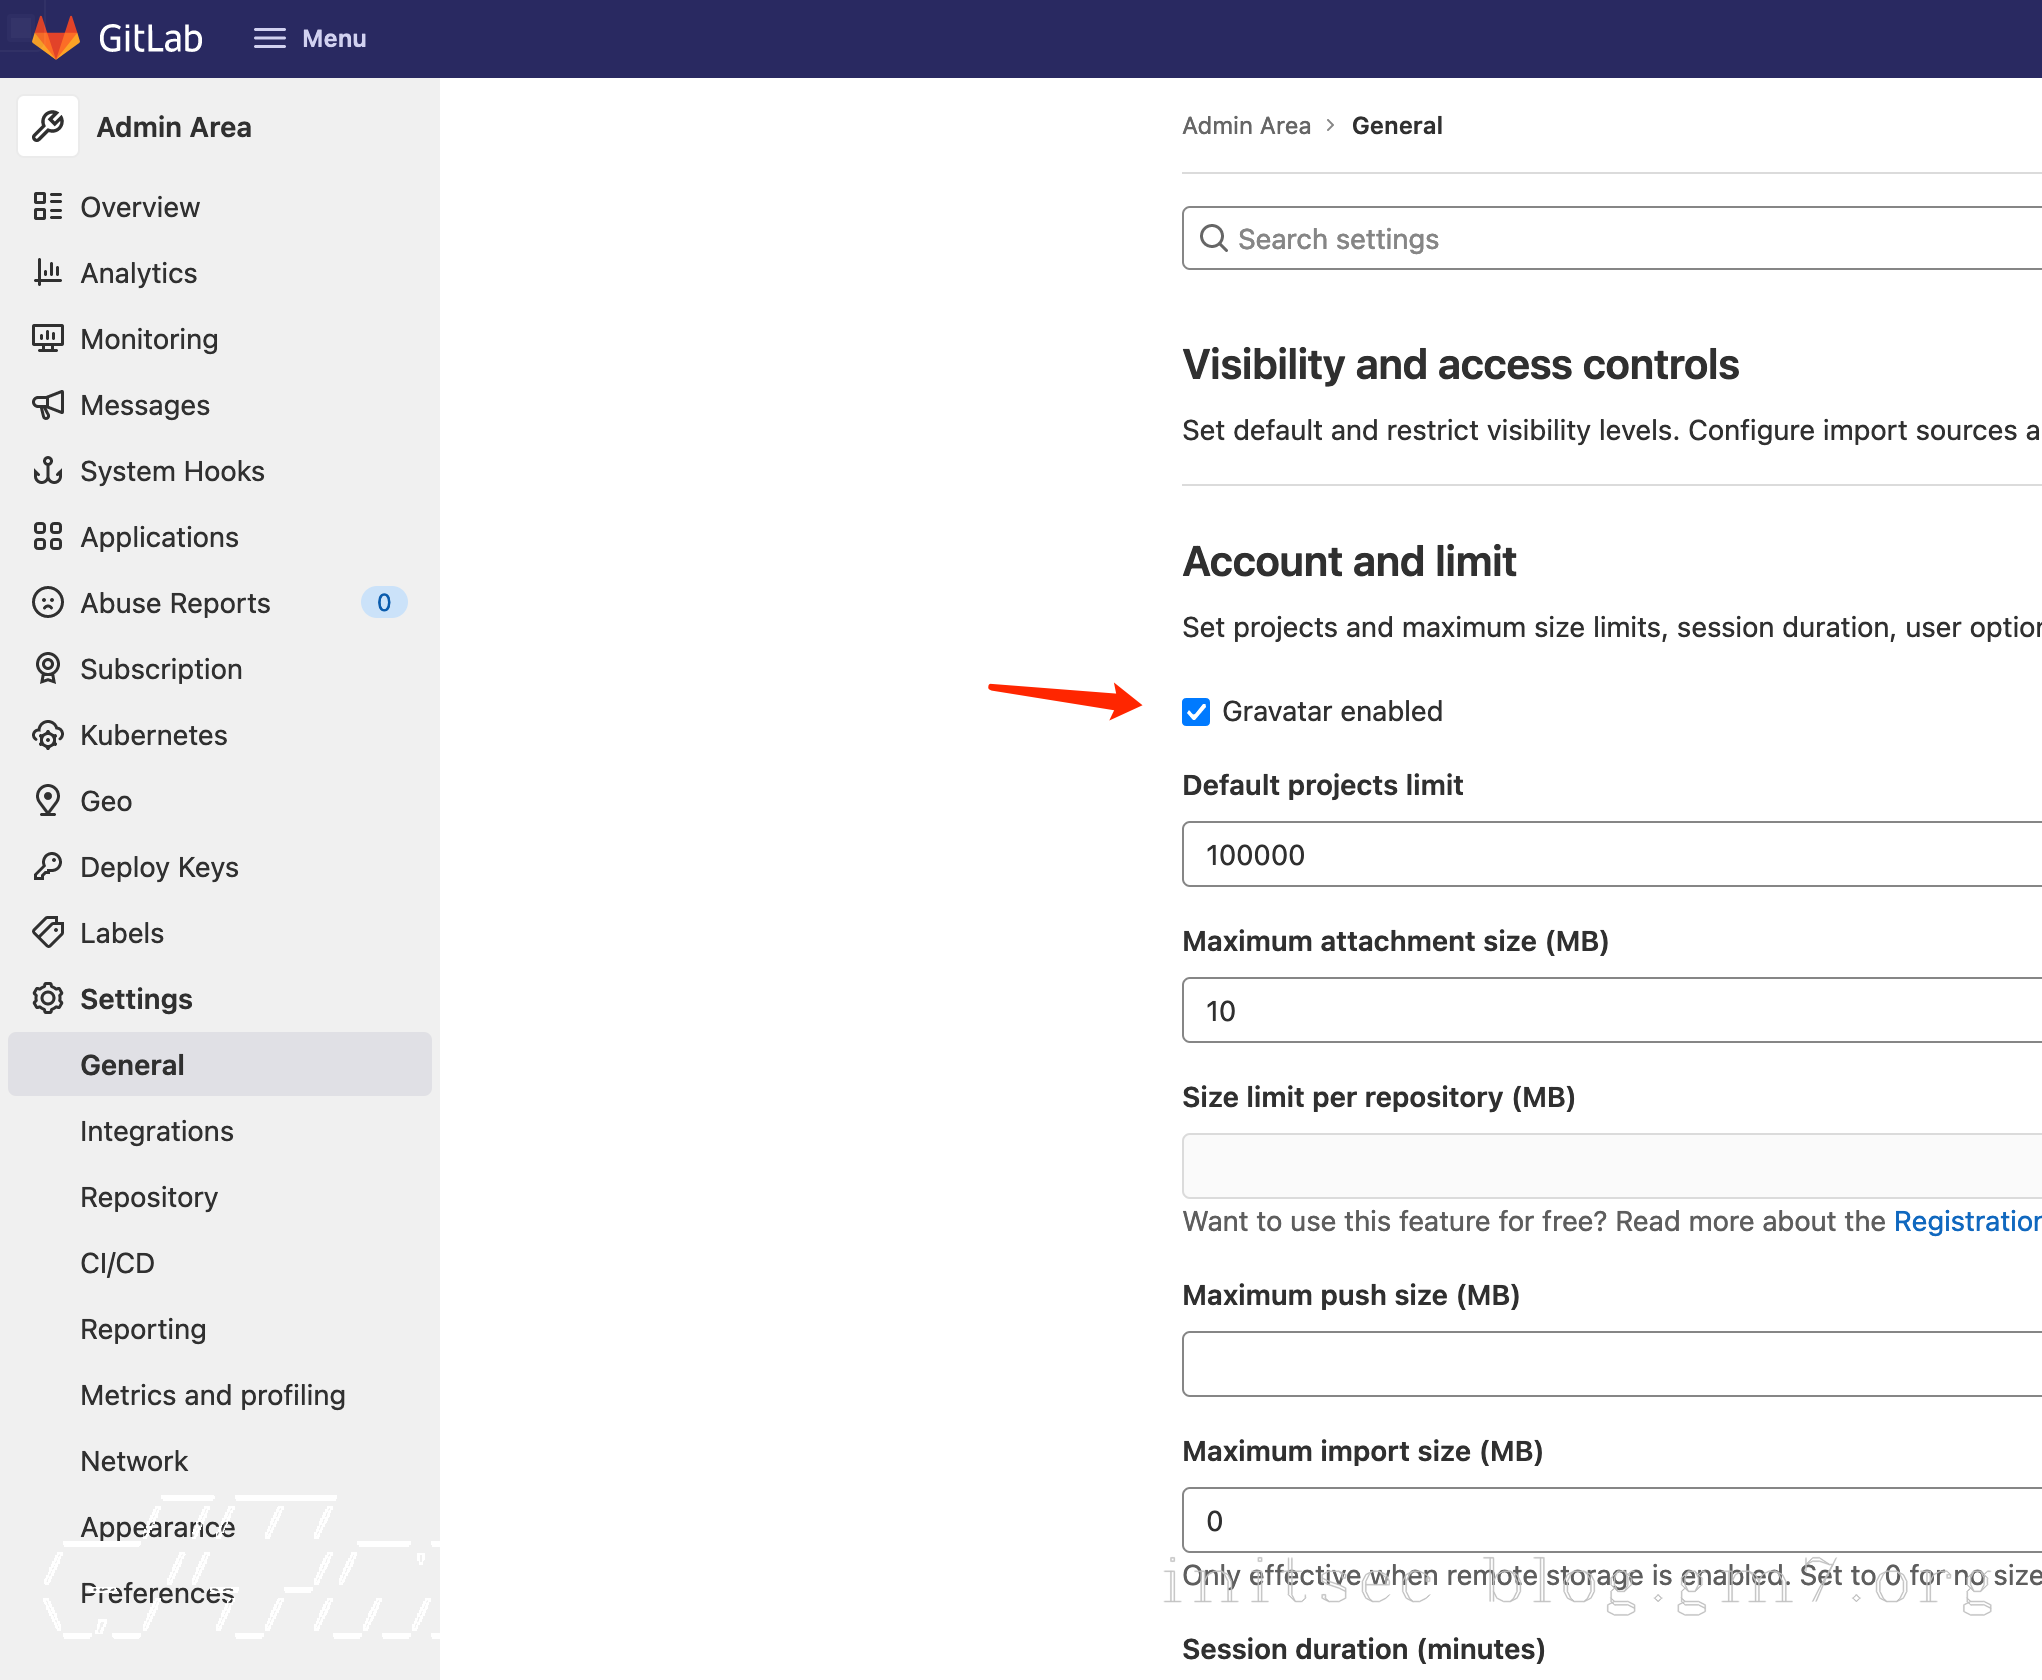 GitLab
Menu
Admin Area
Overview
Analytics
Monitoring
Messages
System Hooks
Applications
Abuse Reports 0
Subscription
Kubernetes
Geo
Deploy Keys
Labels
Settings
General
Integrations
Repository
CI/CD
Reporting
Metrics and profiling
Network
Appearance
Preferences
Admin Area > General
Search settings
Visibility and access controls
Set default and restrict visibility levels. Configure import sources a
Account and limit
Set projects and maximum size limits, session duration, user option
Gravatar enabled
Default projects limit
100000
Maximum attachment size (MB)
10
Size limit per repository (MB)
Want to use this feature for free? Read more about the Registration
Maximum push size (MB)
Maximum import size (MB)
0
Only effective when remote storage is enabled. Set to 0 for no size
initsec blog.gm7.org
Session duration (minutes)